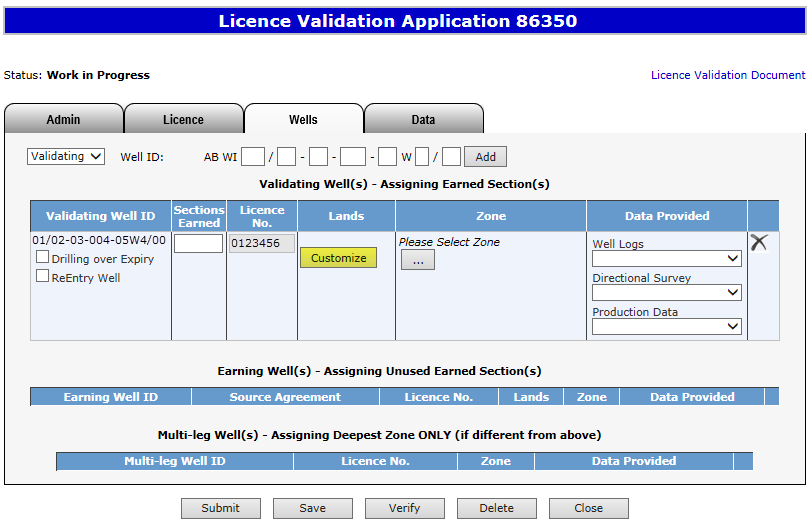 Licence Validation Application 86350
Status: Work in Progress
Licence Validation Document
Admin Licence Wells Data
Validating Well ID: AB WI / - - - W / Add
Validating Well(s) - Assigning Earned Section(s)
Validating Well ID Sections Earned Licence No. Lands Zone Data Provided
01/02-03-004-05W4/00
Drilling over Expiry
ReEntry Well
0123456
Customize
Please Select Zone
...
Well Logs
Directional Survey
Production Data
Earning Well(s) - Assigning Unused Earned Section(s)
Earning Well ID Source Agreement Licence No. Lands Zone Data Provided
Multi-leg Well(s) - Assigning Deepest Zone ONLY (if different from above)
Multi-leg Well ID Licence No. Zone Data Provided
Submit Save Verify Delete Close